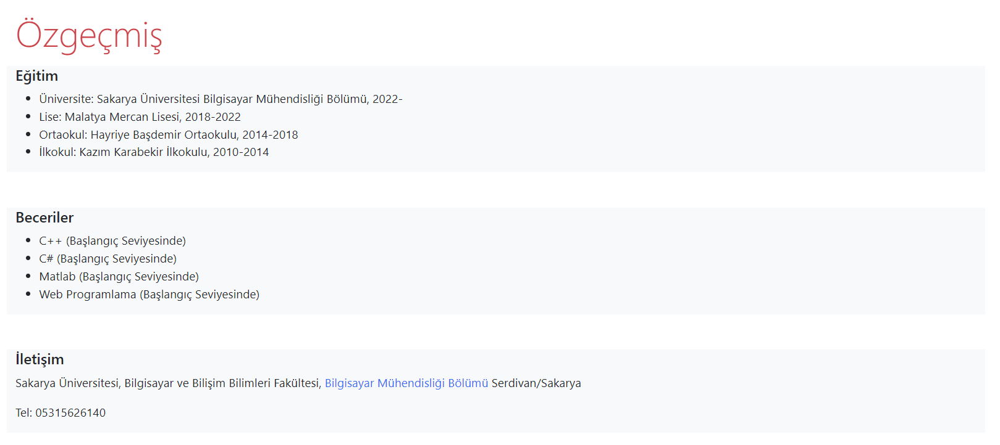 Özgeçmiş
Eğitim
Üniversite: Sakarya Üniversitesi Bilgisayar Mühendisliği Bölümü, 2022-
Lise: Malatya Mercan Lisesi, 2018-2022
Ortaokul: Hayriye Başdemir Ortaokulu, 2014-2018
İlkokul: Kazım Karabekir İlkokulu, 2010-2014
Beceriler
C++ (Başlangıç Seviyesinde)
C# (Başlangıç Seviyesinde)
Matlab (Başlangıç Seviyesinde)
Web Programlama (Başlangıç Seviyesinde)
İletişim
Sakarya Üniversitesi, Bilgisayar ve Bilişim Bilimleri Fakültesi, Bilgisayar Mühendisliği Bölümü Serdivan/Sakarya
Tel: 05315626140